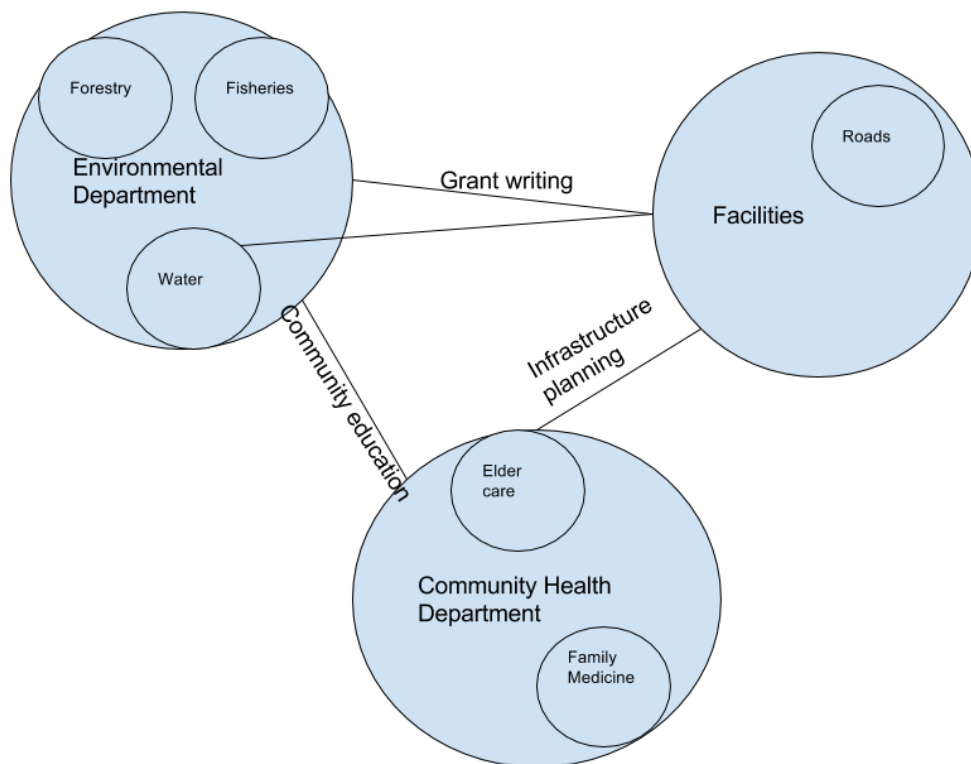 Forestry
Fisheries
Environmental
Department
Water
Grant writing
Roads
Facilities
Community education
Infrastructure
planning
Elder
care
Community Health
Department
Family
Medicine